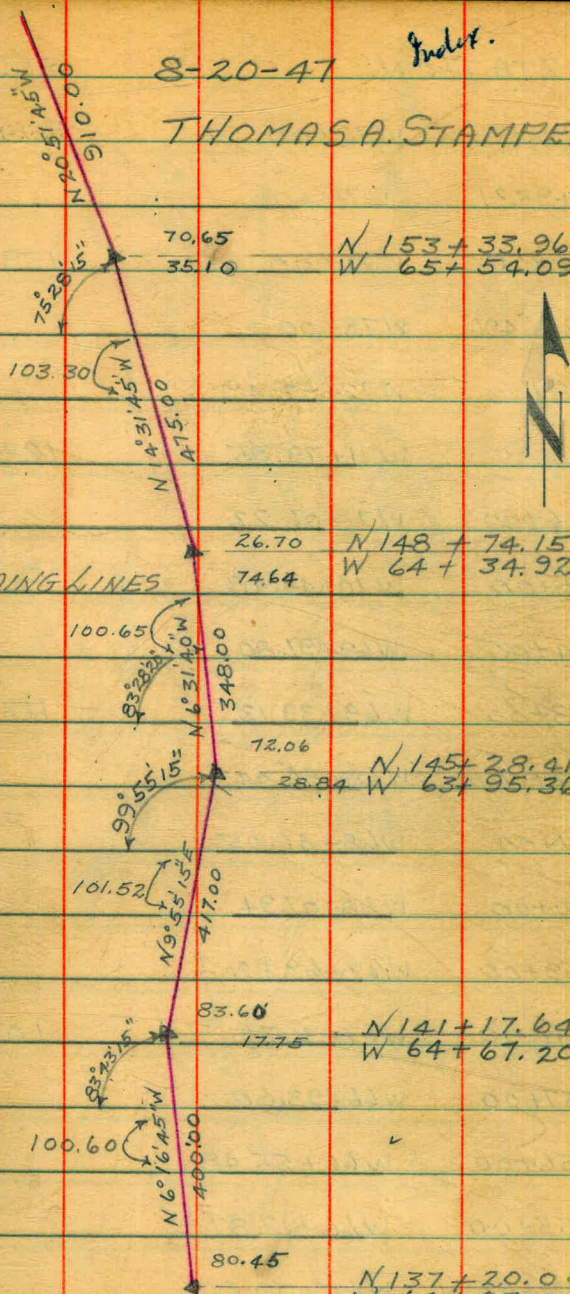 Index.
8-20-47
THOMAS A. STAMPE
N 20° 51' 45" W
910.00
70.65
35.10
N 153 + 33.96
W 65 + 54.09
75° 28' 15"
103.30
N 14° 31' 45" W
475.00
N
26.70
74.64
N 148 + 74.15
W 64 + 34.92
DING LINES
100.65
83° 28' 20"
N 6° 31' 40" W
348.00
72.06
28.84
N 145 + 28.41
W 63 + 95.36
99° 55' 15"
101.52
N 9° 55' 15" E
417.00
83.60
17.75
N 141 + 17.64
W 64 + 67.20
83° 43' 15"
100.60
N 6° 16' 45" W
400.00
80.45
N 137 + 20.0